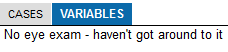 CASES VARIABLES
No eye exam - haven't got around to it